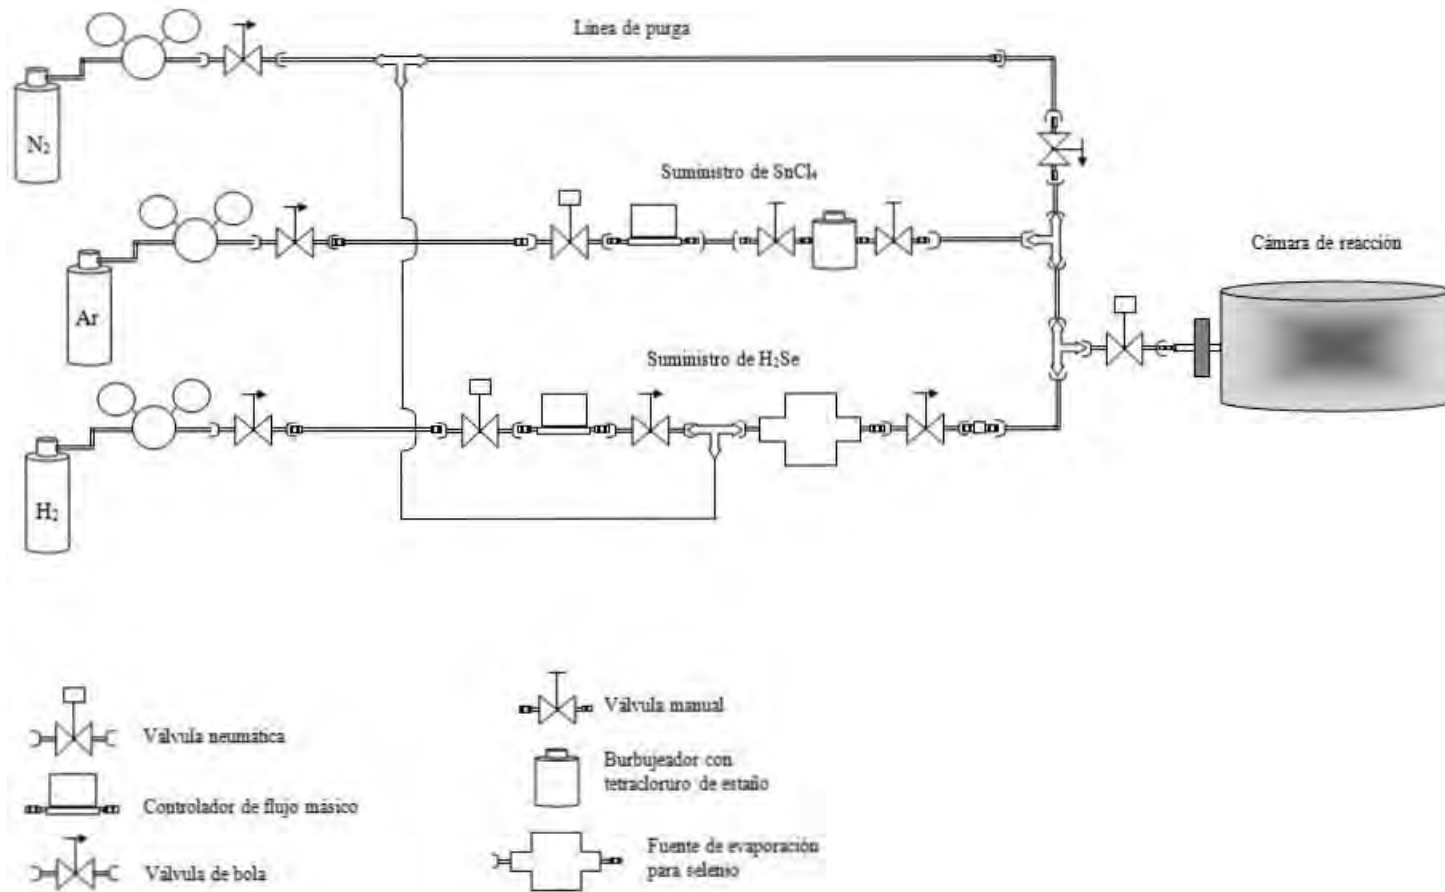 Línea de purga
N₂
Suministro de SnCl₄
Ar
Cámara de reacción
Suministro de H₂Se
H₂
Válvula neumática
Controlador de flujo másico
Válvula de bola
Válvula manual
Burbujeador con
tetracloruro de estaño
Fuente de evaporación
para selenio